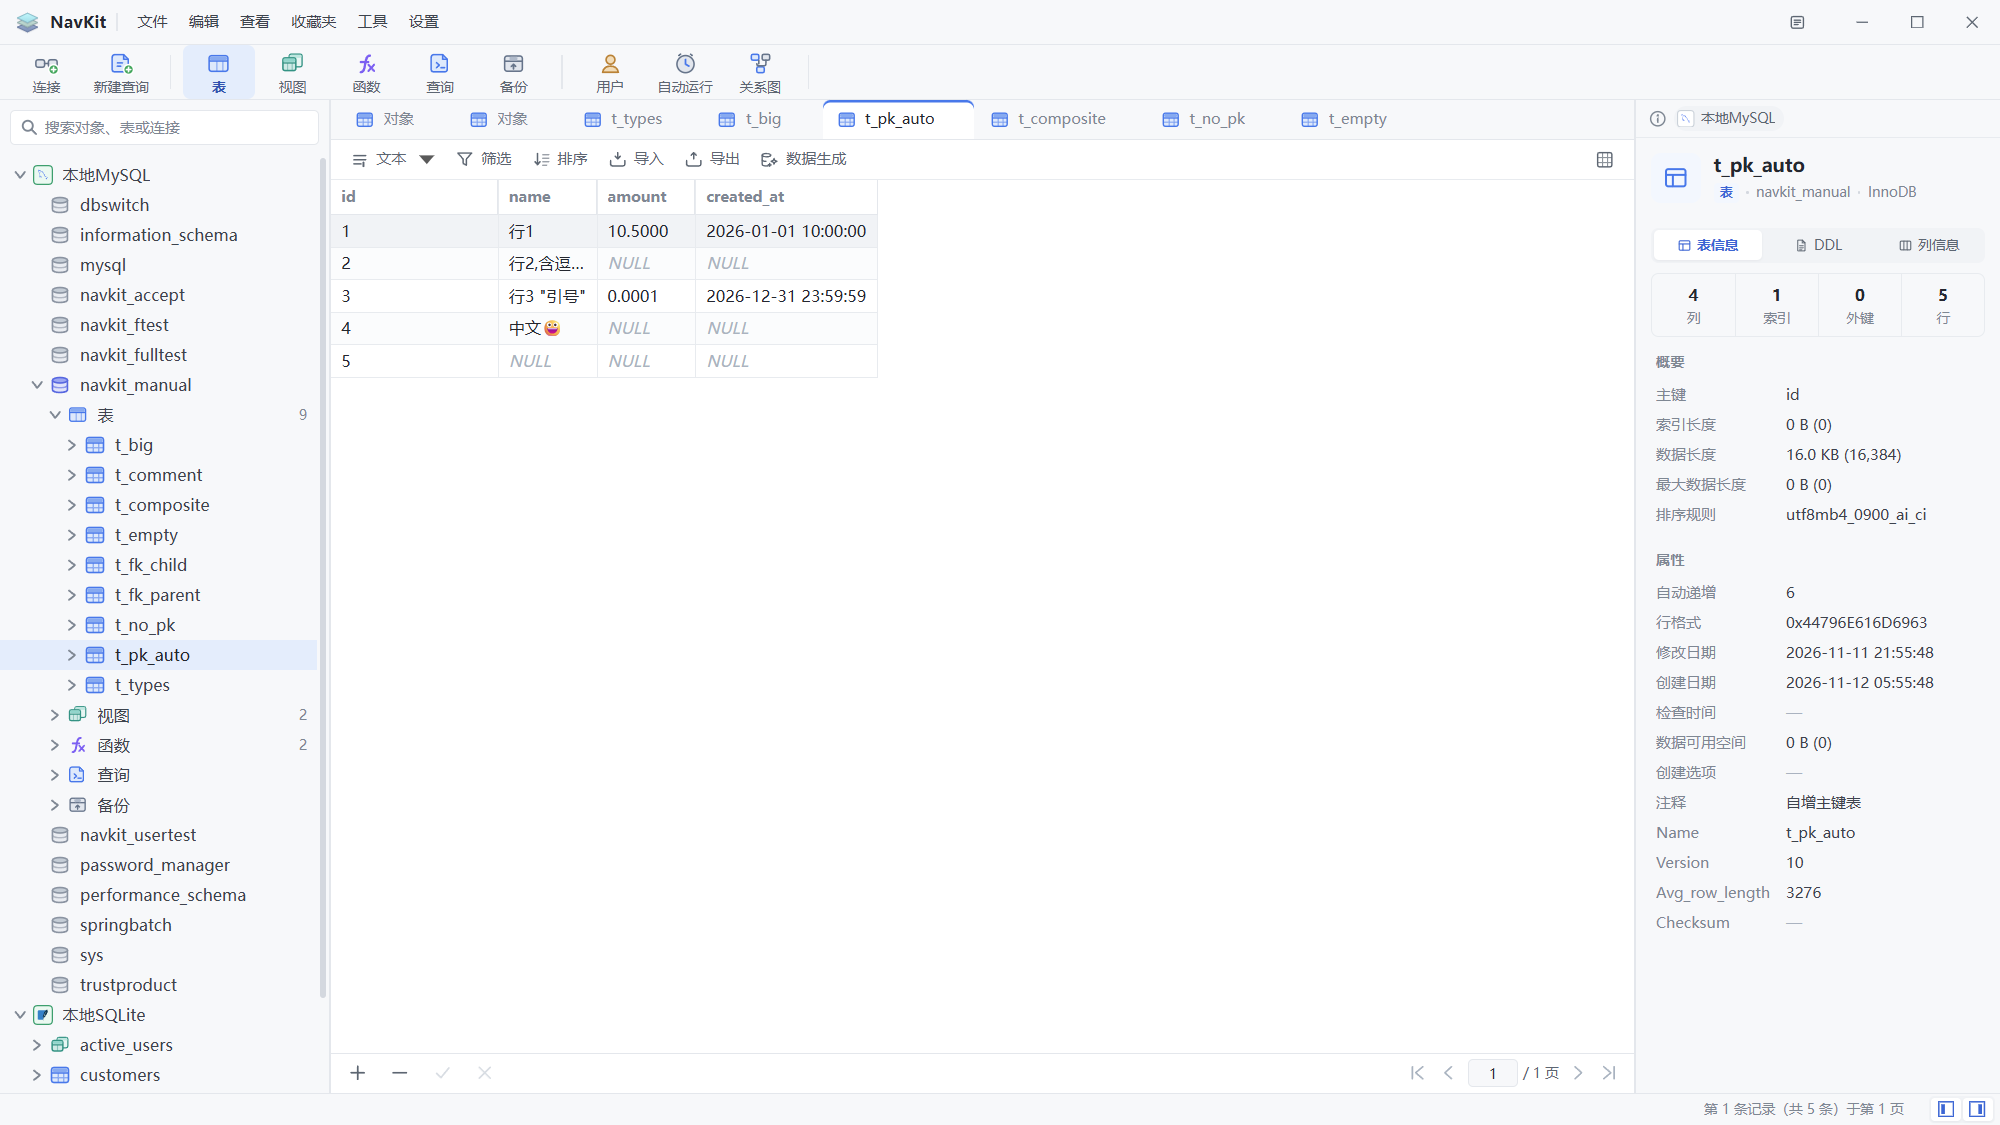 NavKit 文件 编辑 查看 收藏夹 工具 设置
连接 新建查询 表 视图 函数 查询 备份 用户 自动运行 关系图
搜索对象、表或连接
本地MySQL
dbswitch
information_schema
mysql
navkit_accept
navkit_ftest
navkit_fulltest
navkit_manual
表 9
t_big
t_comment
t_composite
t_empty
t_fk_child
t_fk_parent
t_no_pk
t_pk_auto
t_types
视图 2
函数 2
查询
备份
navkit_usertest
password_manager
performance_schema
springbatch
sys
trustproduct
本地SQLite
active_users
customers
对象 对象 t_types t_big t_pk_auto t_composite t_no_pk t_empty
文本 筛选 排序 导入 导出 数据生成
id name amount created_at
1 行1 10.5000 2026-01-01 10:00:00
2 行2,含逗... NULL NULL
3 行3 "引号" 0.0001 2026-12-31 23:59:59
4 中文😀 NULL NULL
5 NULL NULL NULL
1 / 1 页
本地MySQL
t_pk_auto
表 · navkit_manual · InnoDB
表信息 DDL 列信息
4 1 0 5
列 索引 外键 行
概要
主键 id
索引长度 0 B (0)
数据长度 16.0 KB (16,384)
最大数据长度 0 B (0)
排序规则 utf8mb4_0900_ai_ci
属性
自动递增 6
行格式 0x44796E616D6963
修改日期 2026-11-11 21:55:48
创建日期 2026-11-12 05:55:48
检查时间 —
数据可用空间 0 B (0)
创建选项 —
注释 自增主键表
Name t_pk_auto
Version 10
Avg_row_length 3276
Checksum —
第 1 条记录（共 5 条）于第 1 页